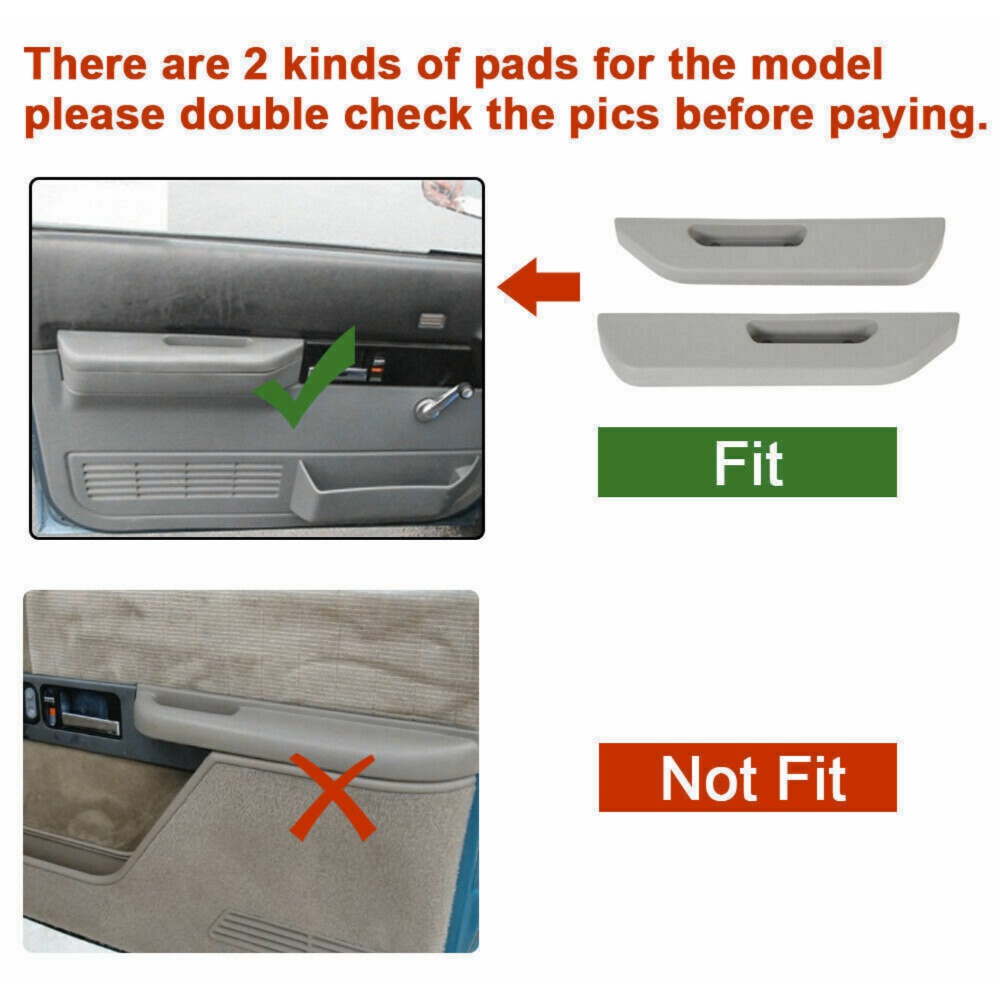 There are 2 kinds of pads for the model
please double check the pics before paying.
Fit
Not Fit